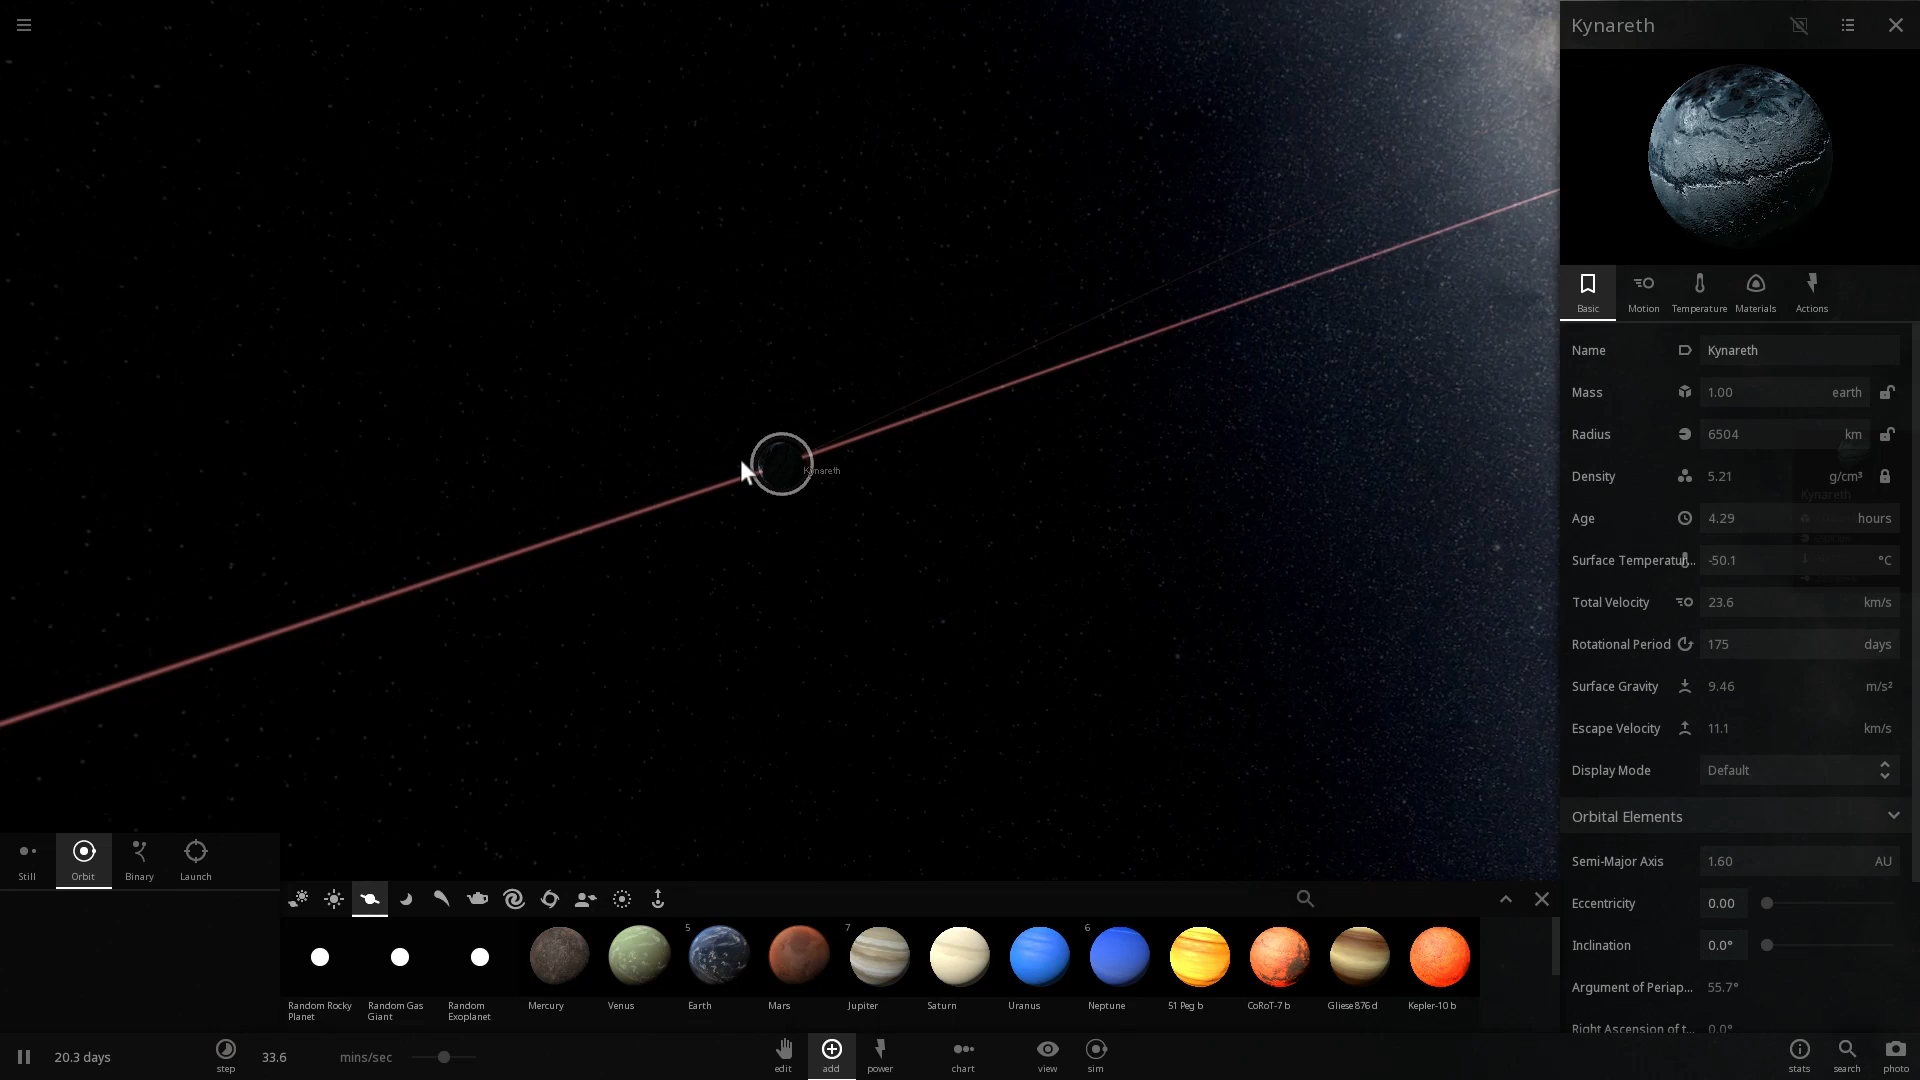 Kynareth
Kynareth
Basic
Motion
Temperature
Materials
Actions
Name Kynareth
Mass 1.00 earth
Radius 6504 km
Density 5.21 g/cm³
Kynareth
Age 4.29 hours
Surface Temperatur... -50.1 °C
Total Velocity 23.6 km/s
Rotational Period 175 days
Surface Gravity 9.46 m/s²
Escape Velocity 11.1 km/s
Display Mode Default
Orbital Elements
Semi-Major Axis 1.60 AU
Eccentricity 0.00
Inclination 0.0°
Argument of Periap... 55.7°
Right Ascension of t... 0.0°
Still
Orbit
Binary
Launch
5
7
6
Random Rocky
Planet
Random Gas
Giant
Random
Exoplanet
Mercury
Venus
Earth
Mars
Jupiter
Saturn
Uranus
Neptune
51 Peg b
CoRoT-7 b
Gliese 876 d
Kepler-10 b
20.3 days
step
33.6 mins/sec
edit
add
power
chart
view
sim
stats
search
photo